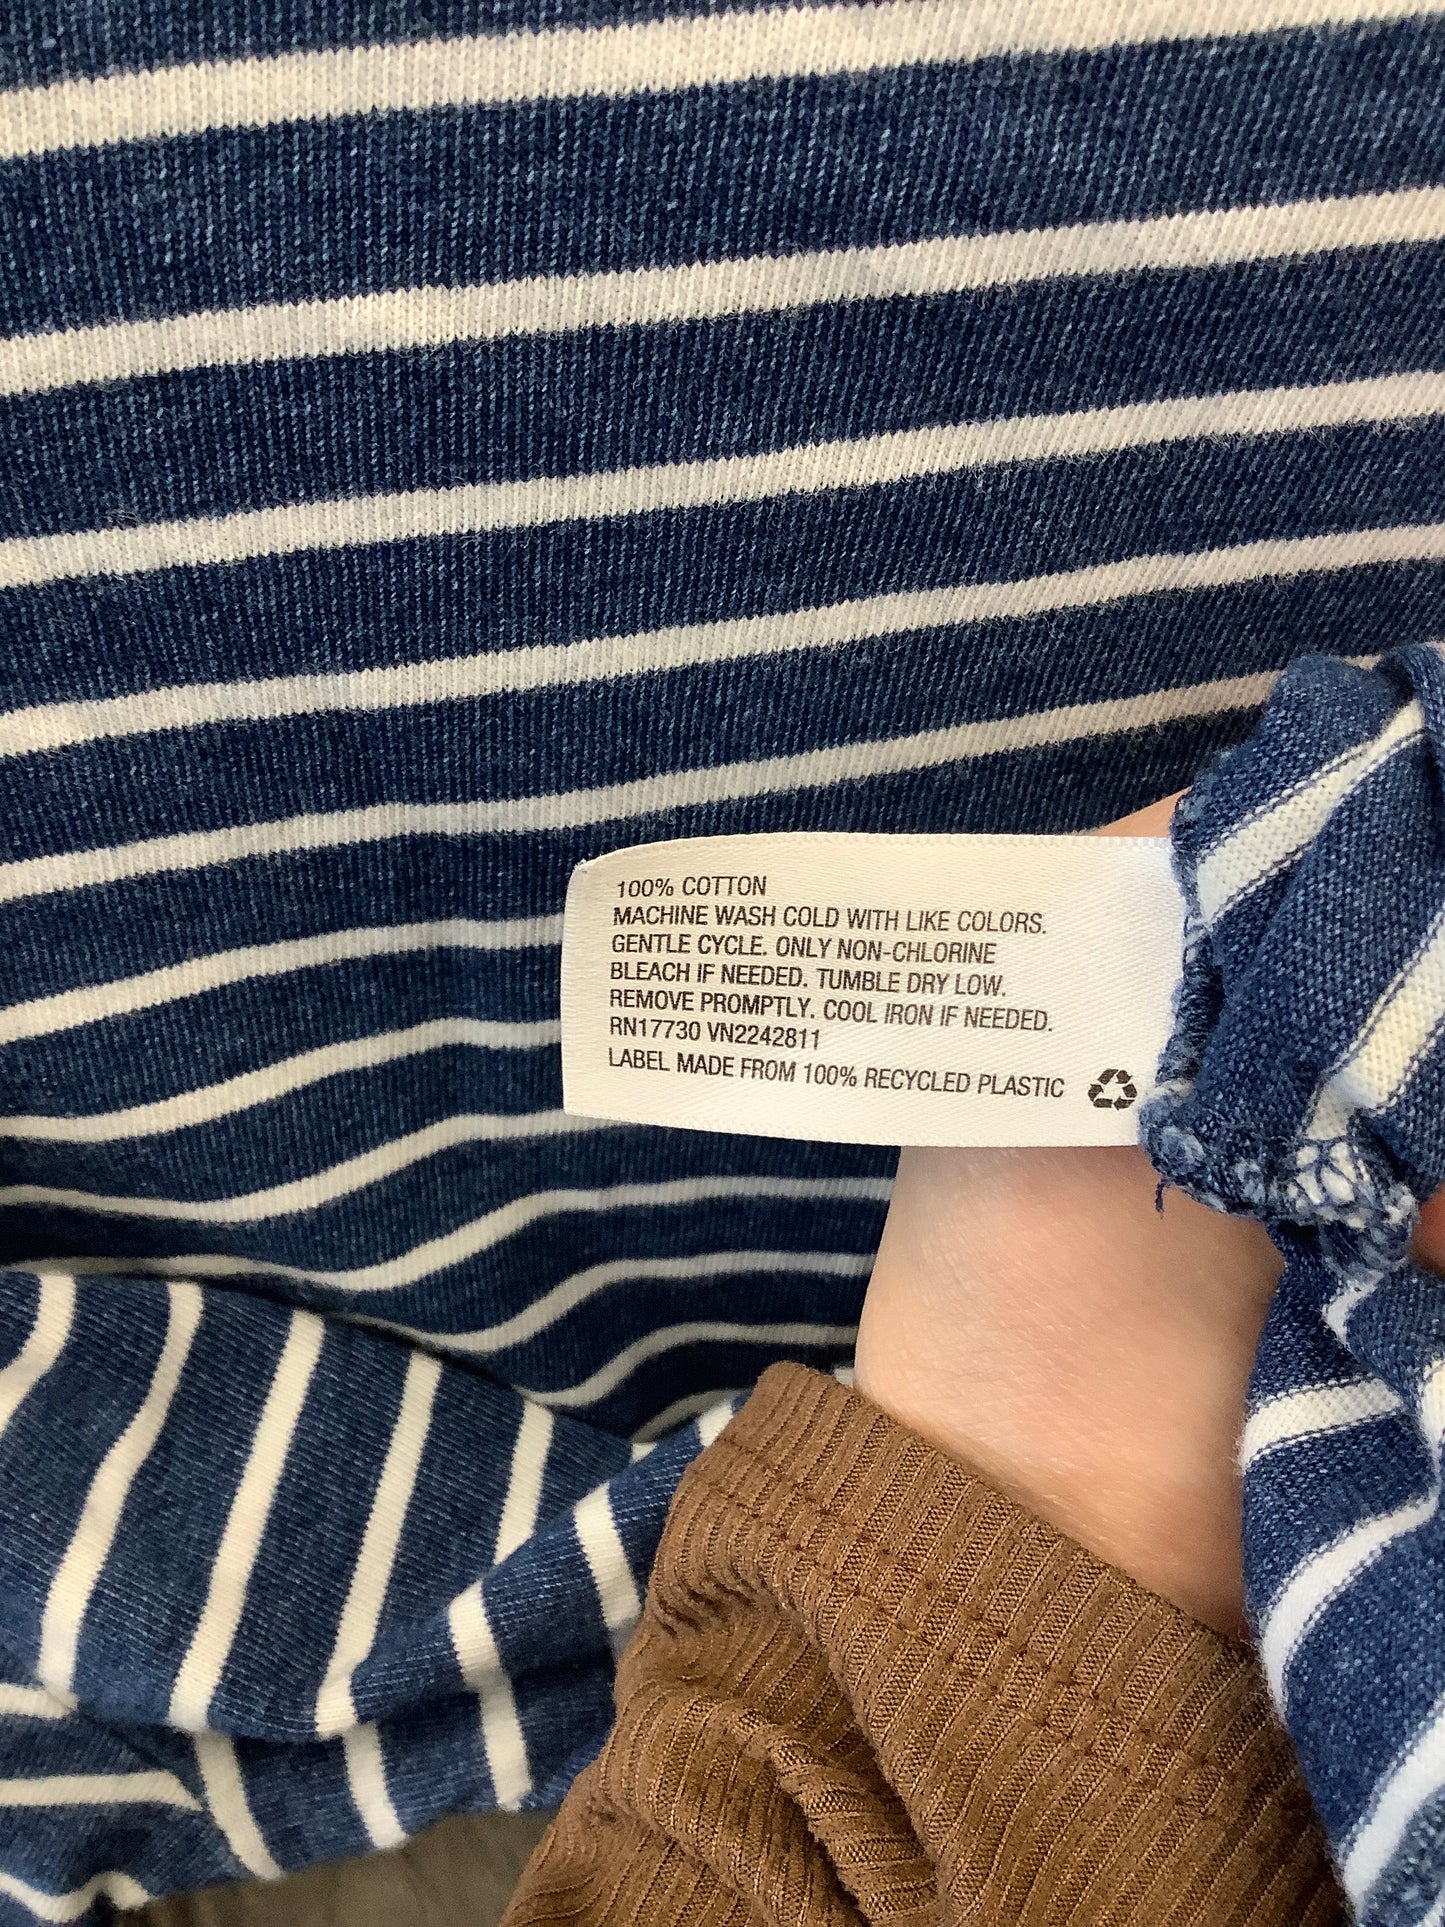 100% COTTON
MACHINE WASH COLD WITH LIKE COLORS.
GENTLE CYCLE. ONLY NON-CHLORINE
BLEACH IF NEEDED. TUMBLE DRY LOW.
REMOVE PROMPTLY. COOL IRON IF NEEDED.
RN17730 VN2242811
LABEL MADE FROM 100% RECYCLED PLASTIC